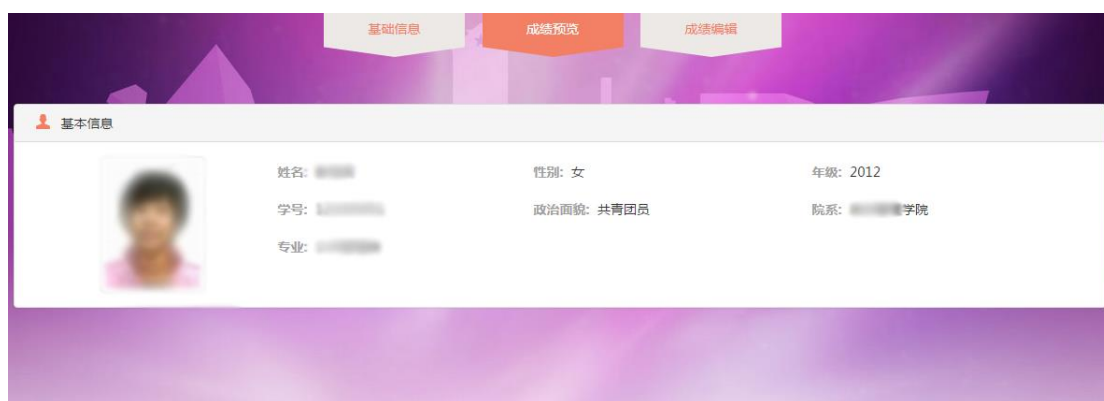 基础信息 成绩预览 成绩编辑
基本信息
姓名: 性别: 女 年级: 2012
学号: 政治面貌: 共青团员 院系: 学院
专业: